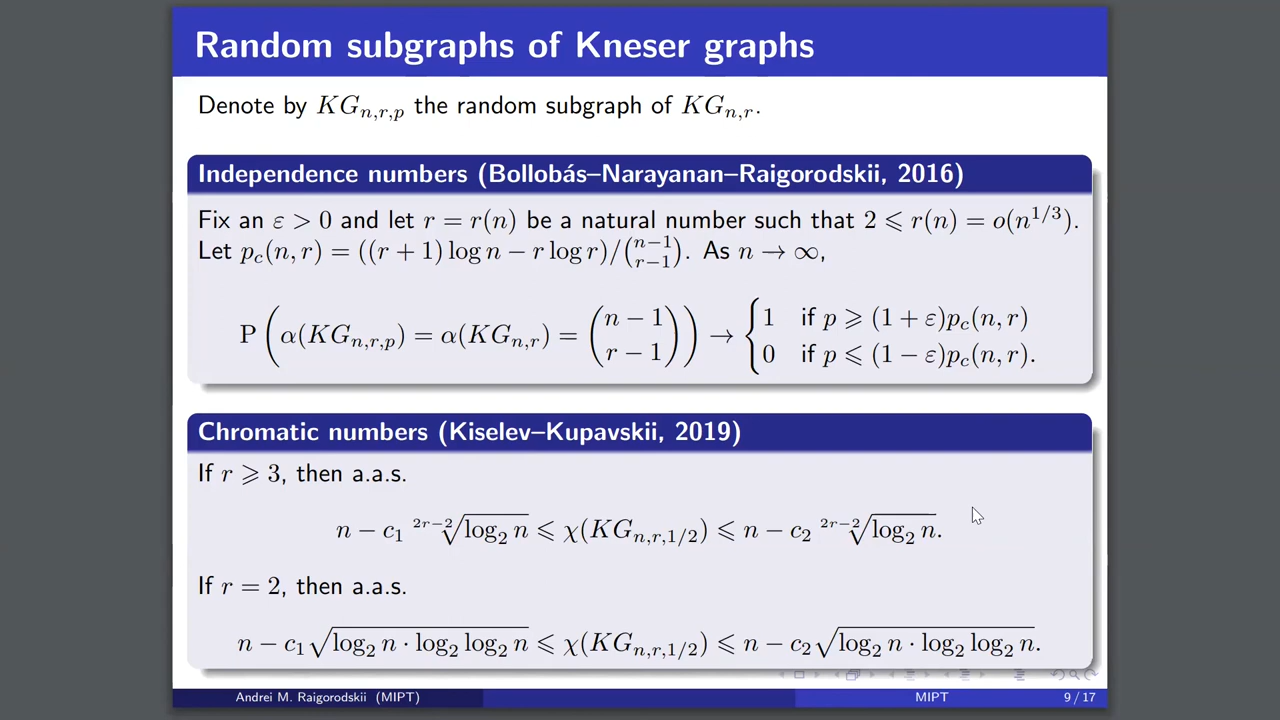 Random subgraphs of Kneser graphs
Denote by $KG_{n,r,p}$ the random subgraph of $KG_{n,r}$.
Independence numbers (Bollobás–Narayanan–Raigorodskii, 2016)
Fix an $\varepsilon > 0$ and let $r = r(n)$ be a natural number such that $2 \leqslant r(n) = o(n^{1/3})$.
Let $p_c(n, r) = ((r + 1) \log n - r \log r)/\binom{n-1}{r-1}$. As $n \to \infty$,
$\mathrm{P}\left(\alpha(KG_{n,r,p}) = \alpha(KG_{n,r}) = \binom{n-1}{r-1}\right) \to \begin{cases} 1 & \text{if } p \geqslant (1 + \varepsilon)p_c(n, r) \\ 0 & \text{if } p \leqslant (1 - \varepsilon)p_c(n, r). \end{cases}$
Chromatic numbers (Kiselev–Kupavskii, 2019)
If $r \geqslant 3$, then a.a.s.
$n - c_1 \sqrt[2r-2]{\log_2 n} \leqslant \chi(KG_{n,r,1/2}) \leqslant n - c_2 \sqrt[2r-2]{\log_2 n}.$
If $r = 2$, then a.a.s.
$n - c_1 \sqrt{\log_2 n \cdot \log_2 \log_2 n} \leqslant \chi(KG_{n,r,1/2}) \leqslant n - c_2 \sqrt{\log_2 n \cdot \log_2 \log_2 n}.$
Andrei M. Raigorodskii (MIPT) MIPT 9 / 17